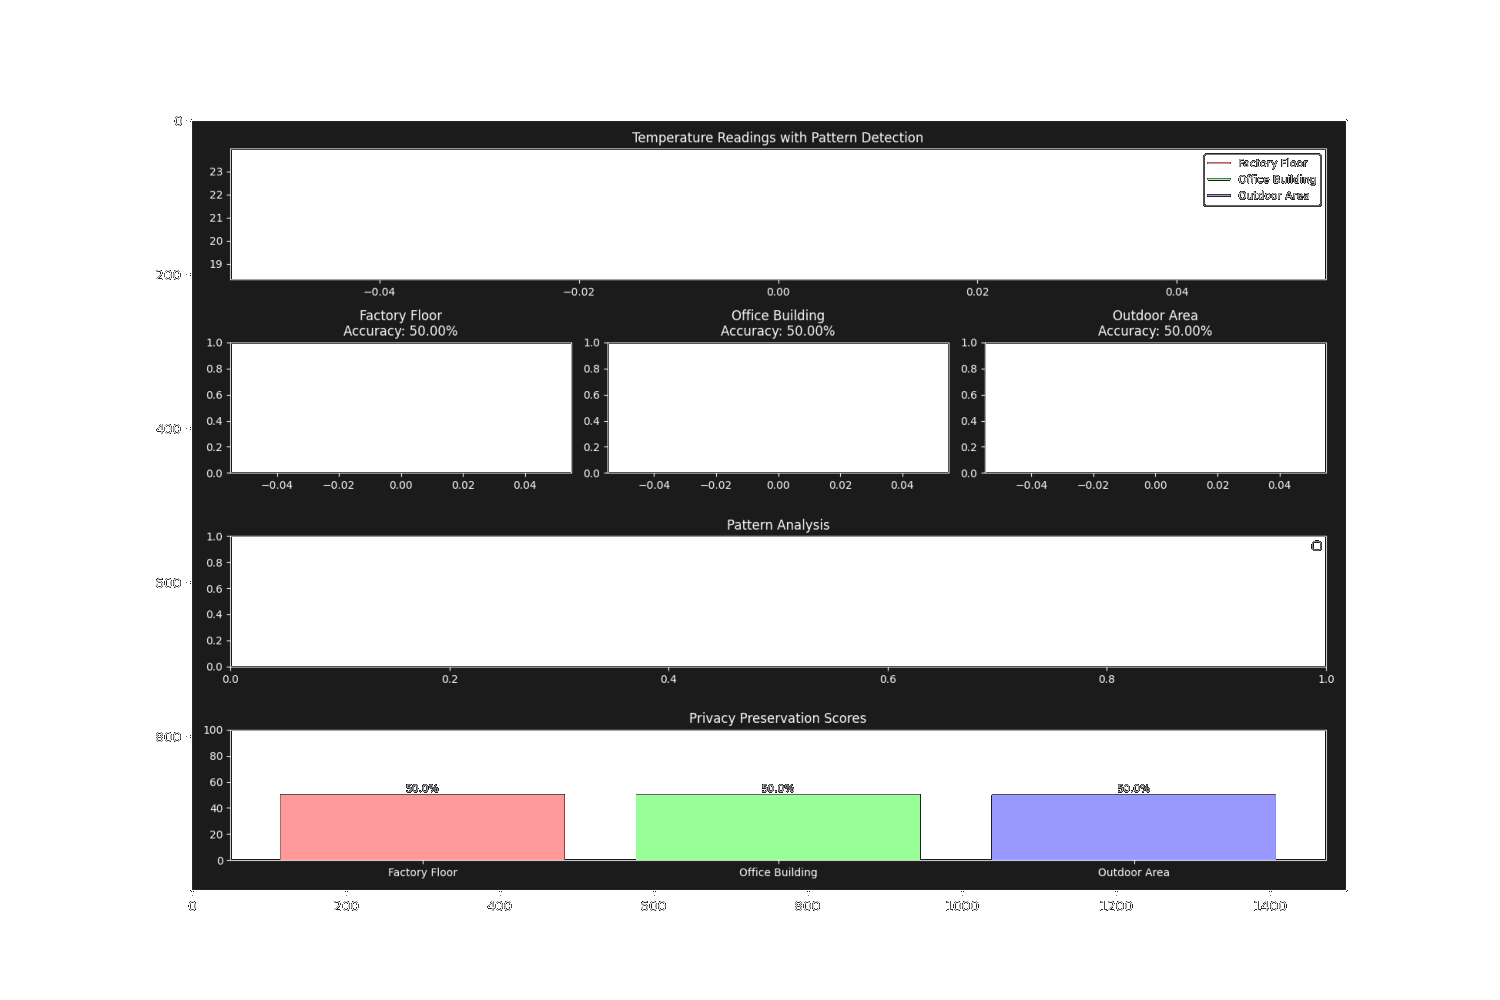 0
Temperature Readings with Pattern Detection
23
22
21
20
19
Factory Floor
Office Building
Outdoor Area
200
−0.04 −0.02 0.00 0.02 0.04
Factory Floor
Accuracy: 50.00%
Office Building
Accuracy: 50.00%
Outdoor Area
Accuracy: 50.00%
1.0 1.0 1.0
0.8 0.8 0.8
0.6 0.6 0.6
0.4 0.4 0.4
400
0.2 0.2 0.2
0.0 0.0 0.0
−0.04 −0.02 0.00 0.02 0.04 −0.04 −0.02 0.00 0.02 0.04 −0.04 −0.02 0.00 0.02 0.04
Pattern Analysis
1.0
0.8
600
0.6
0.4
0.2
0.0
0.0 0.2 0.4 0.6 0.8 1.0
Privacy Preservation Scores
800
100
80
60
40
20
0
50.0% 50.0% 50.0%
Factory Floor Office Building Outdoor Area
0 200 400 600 800 1000 1200 1400